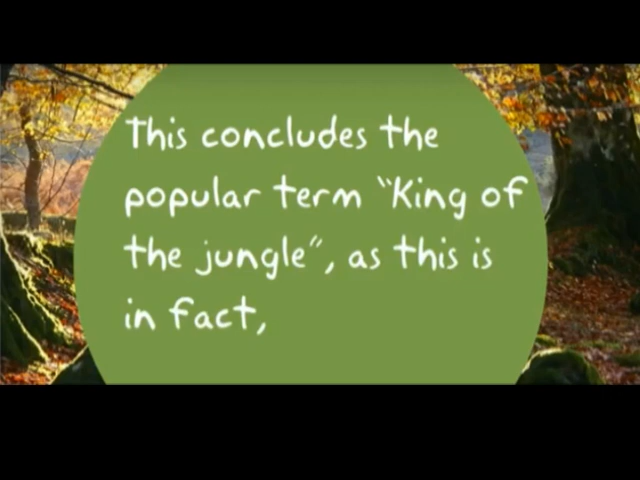 This concludes the
popular term "King of
the jungle", as this is
in fact,